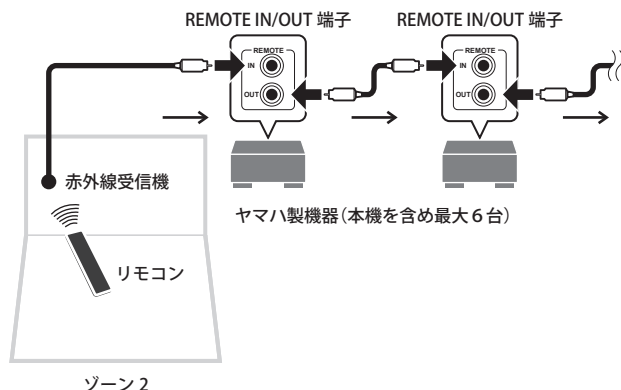 REMOTE IN/OUT 端子
REMOTE IN/OUT 端子
REMOTE
IN
OUT
REMOTE
IN
OUT
赤外線受信機
ヤマハ製機器（本機を含め最大6台）
リモコン
ゾーン 2